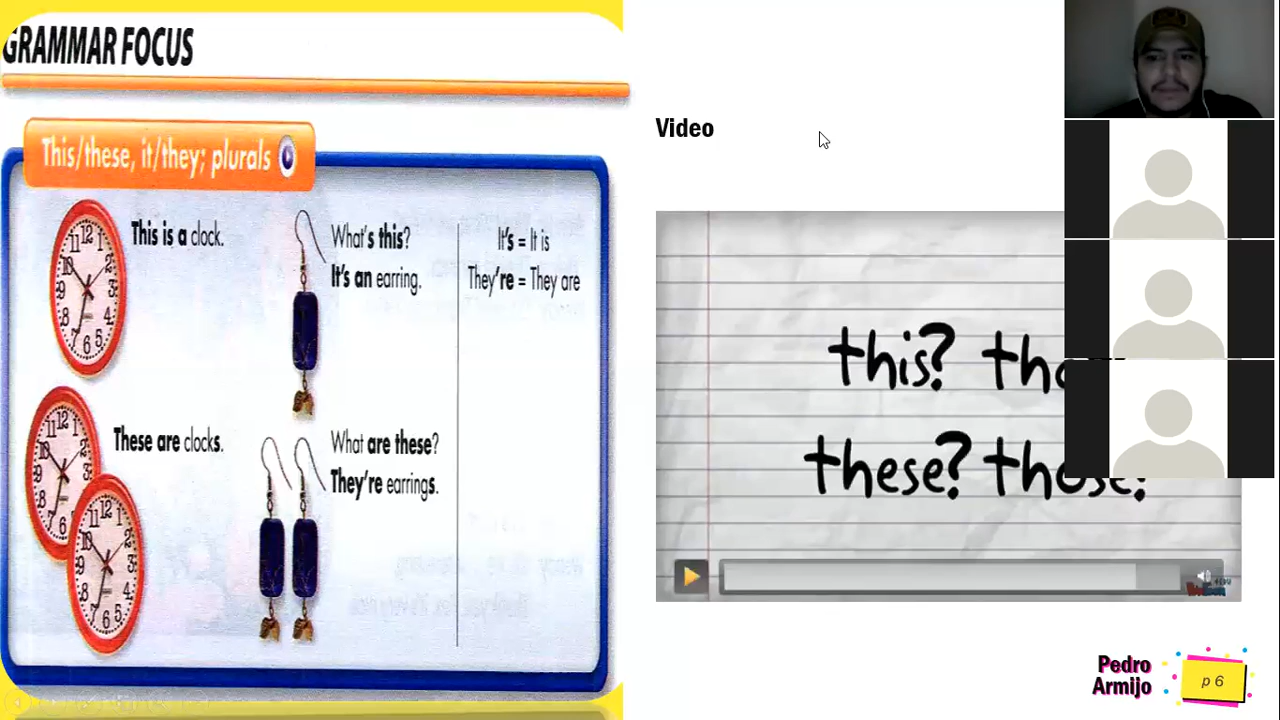 GRAMMAR FOCUS
This/these, it/they; plurals
This is a clock.
What's this?
It's an earring.
It's = It is
They're = They are
These are clocks.
What are these?
They're earrings.
Video
this?
these? those?
Pedro
Armijo
p 6